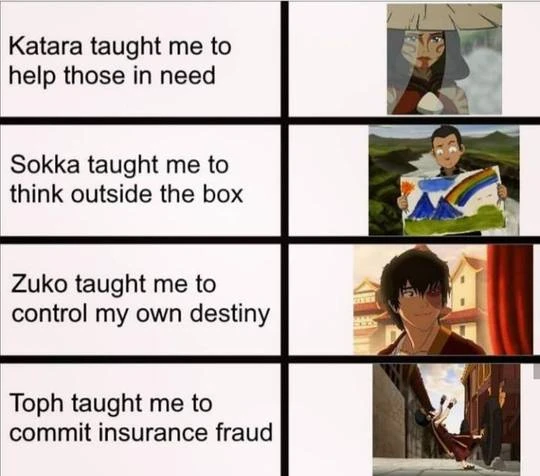 Katara taught me to
help those in need
Sokka taught me to
think outside the box
Zuko taught me to
control my own destiny
Toph taught me to
commit insurance fraud